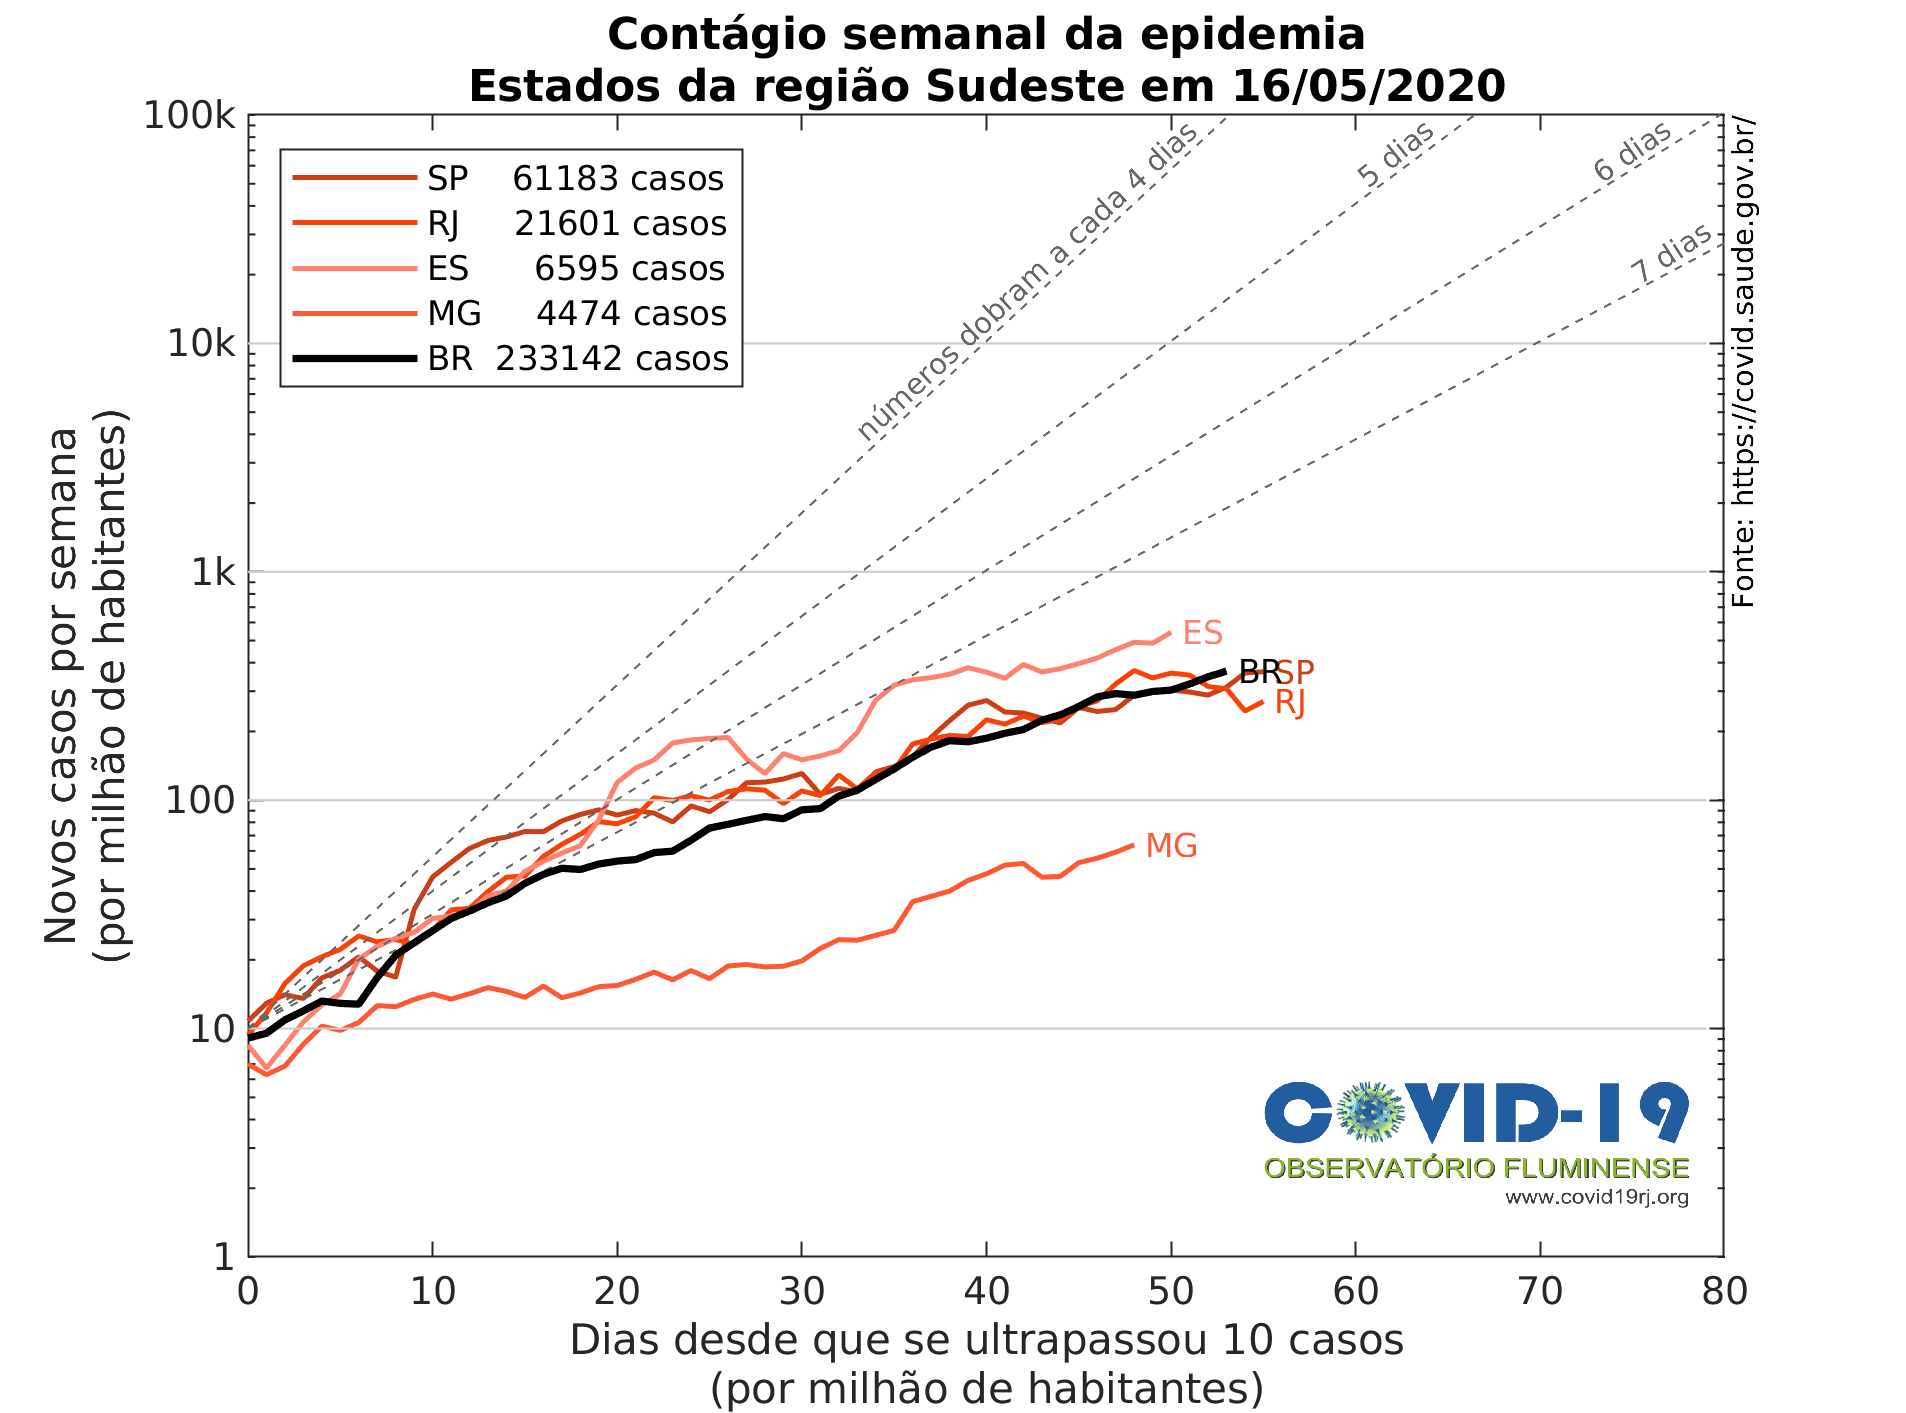 Contágio semanal da epidemia
Estados da região Sudeste em 16/05/2020
100k
10k
1k
100
10
1
Novos casos por semana
(por milhão de habitantes)
SP 61183 casos
RJ 21601 casos
ES 6595 casos
MG 4474 casos
BR 233142 casos
números dobram a cada 4 dias
5 dias
6 dias
7 dias
Fonte: https://covid.saude.gov.br/
ES
BR
SP
RJ
MG
COVID-19
OBSERVATÓRIO FLUMINENSE
www.covid19rj.org
0 10 20 30 40 50 60 70 80
Dias desde que se ultrapassou 10 casos
(por milhão de habitantes)